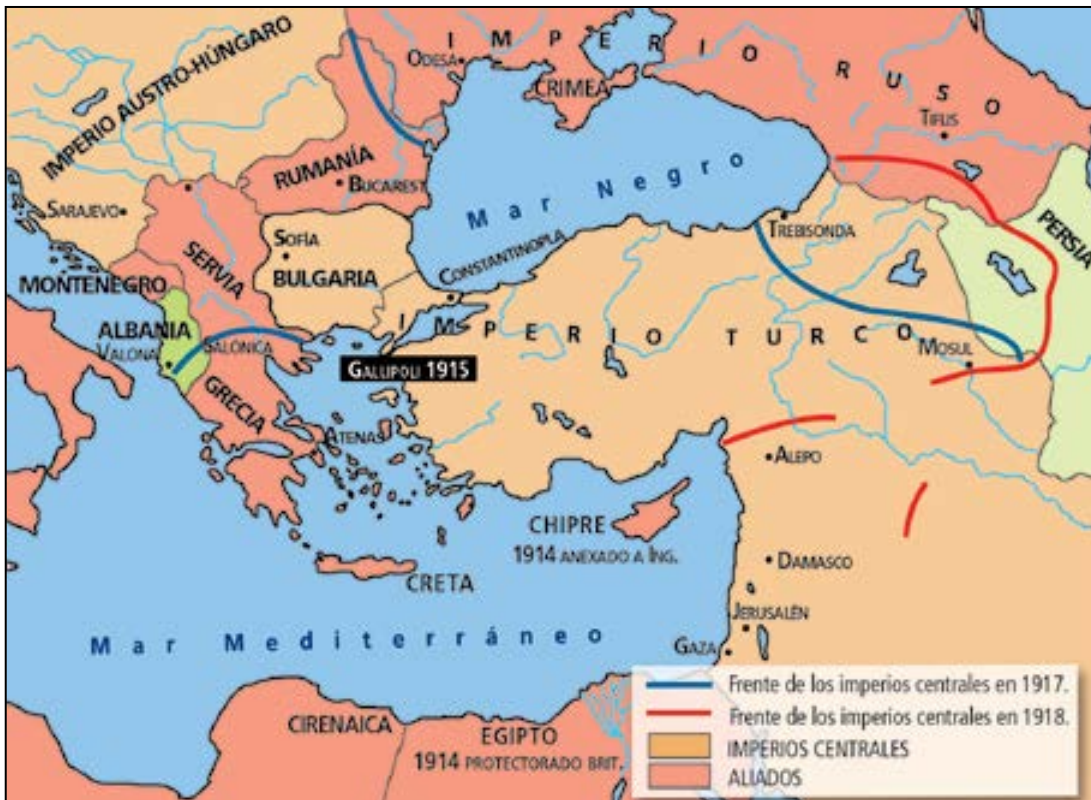 IMPERIO RUSO
ODESA
CRIMEA
TIFLIS
IMPERIO AUSTRO-HÚNGARO
RUMANÍA
BUCAREST
Mar Negro
SARAJEVO
SERVIA
SOFÍA
BULGARIA
CONSTANTINOPLA
TREBISONDA
PERSIA
MONTENEGRO
ALBANIA
VALONA
SALÓNICA
IMPERIO TURCO
MOSUL
GALLIPOLI 1915
GRECIA
ATENAS
ALEPO
CHIPRE
1914 ANEXADO A ING.
CRETA
DAMASCO
JERUSALÉN
GAZA
Mar Mediterráneo
CIRENAICA
EGIPTO
1914 PROTECTORADO BRIT.
Frente de los imperios centrales en 1917.
Frente de los imperios centrales en 1918.
IMPERIOS CENTRALES
ALIADOS